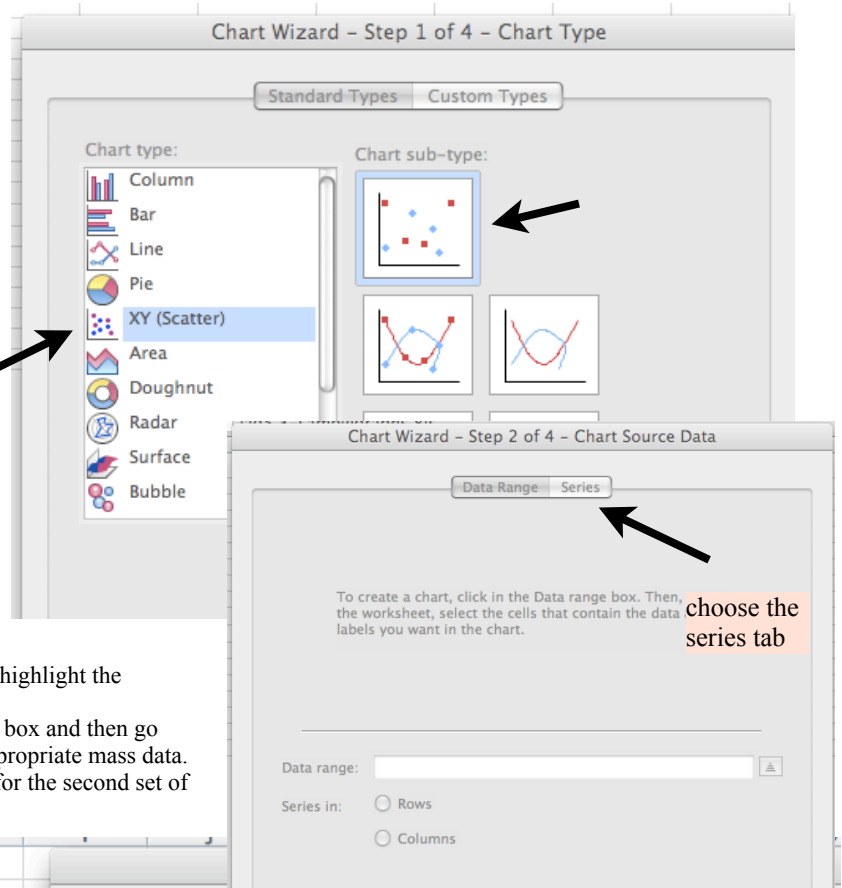 Chart Wizard – Step 1 of 4 – Chart Type
Standard Types Custom Types
Chart type:
Chart sub-type:
Column
Bar
Line
Pie
XY (Scatter)
Area
Doughnut
Radar
Surface
Bubble
Chart Wizard – Step 2 of 4 – Chart Source Data
Data Range Series
To create a chart, click in the Data range box. Then,
the worksheet, select the cells that contain the data
labels you want in the chart.
choose the
series tab
highlight the
box and then go
propriate mass data.
for the second set of
Data range:
Series in:
Rows
Columns